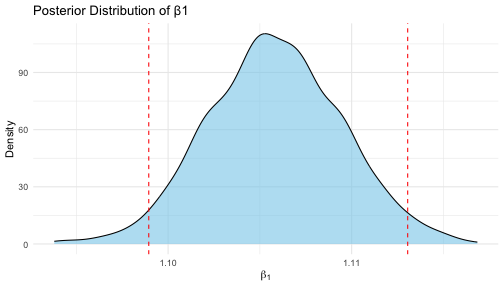 Posterior Distribution of β1
Density
90
60
30
0
1.10
1.11
β₁